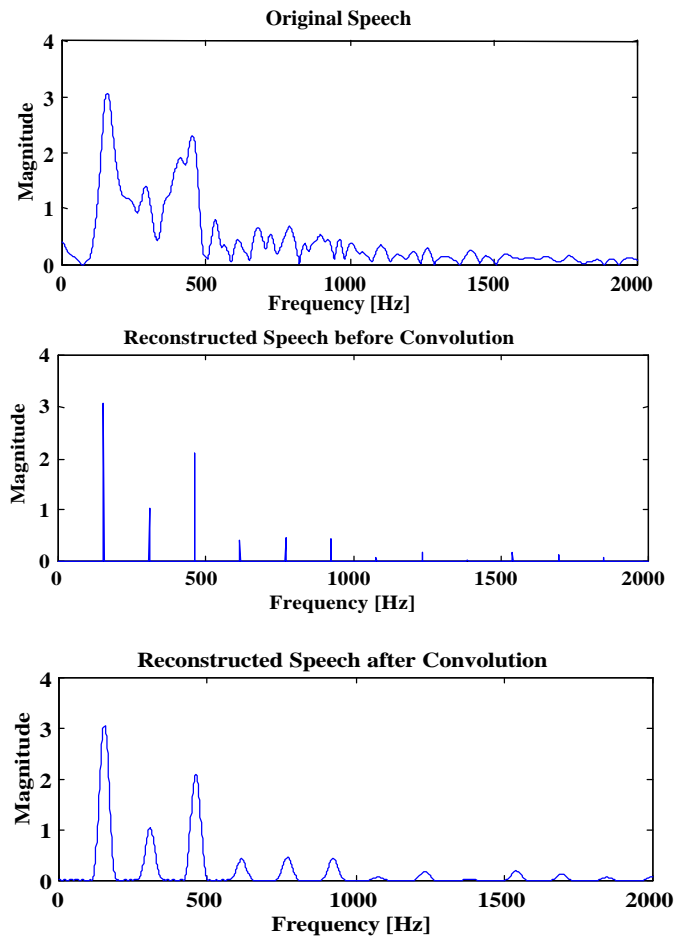 Original Speech
4
3
2
1
0
Magnitude
0 500 1000 1500 2000
Frequency [Hz]
Reconstructed Speech before Convolution
4
3
2
1
0
Magnitude
0 500 1000 1500 2000
Frequency [Hz]
Reconstructed Speech after Convolution
4
3
2
1
0
Magnitude
0 500 1000 1500 2000
Frequency [Hz]